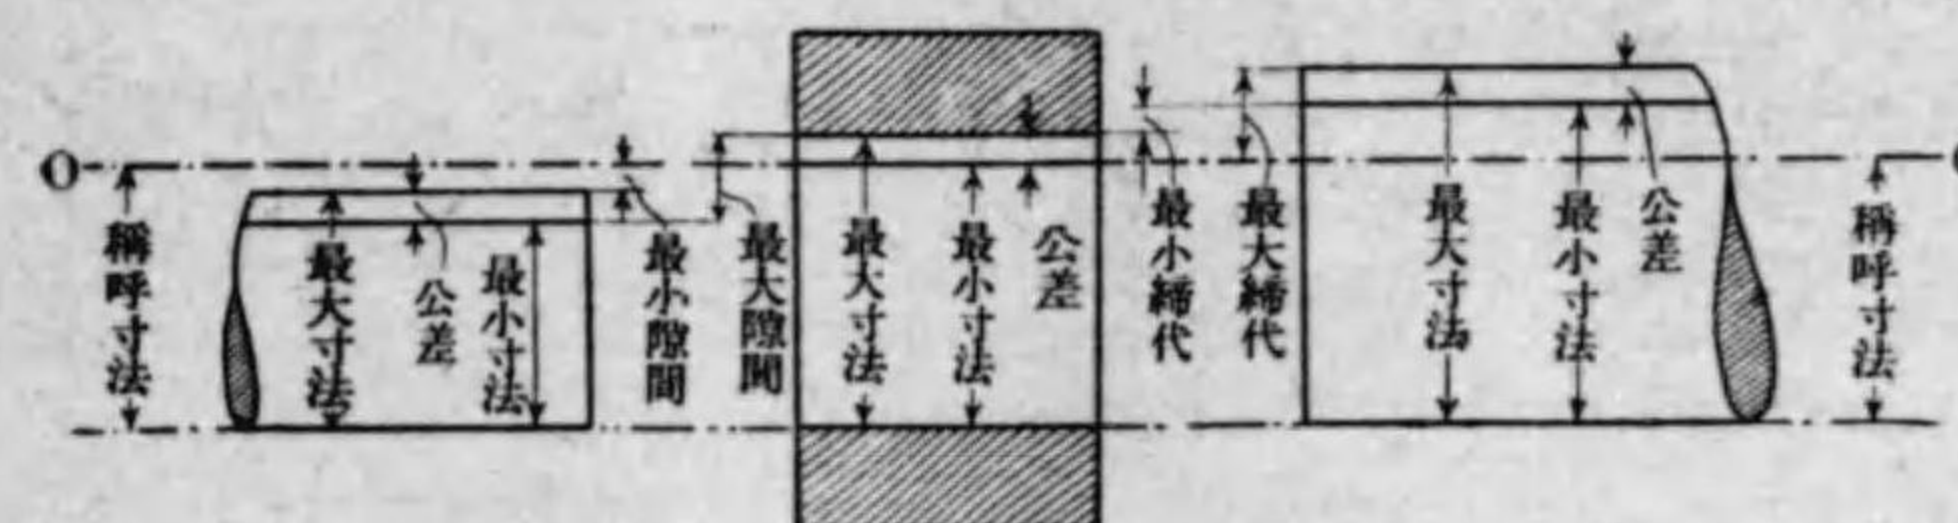 O
稱呼寸法
最大寸法
公差
最小寸法
最小隙間
最大隙間
最大寸法
最小寸法
公差
最小締代
最大締代
最大寸法
最小寸法
公差
稱呼寸法